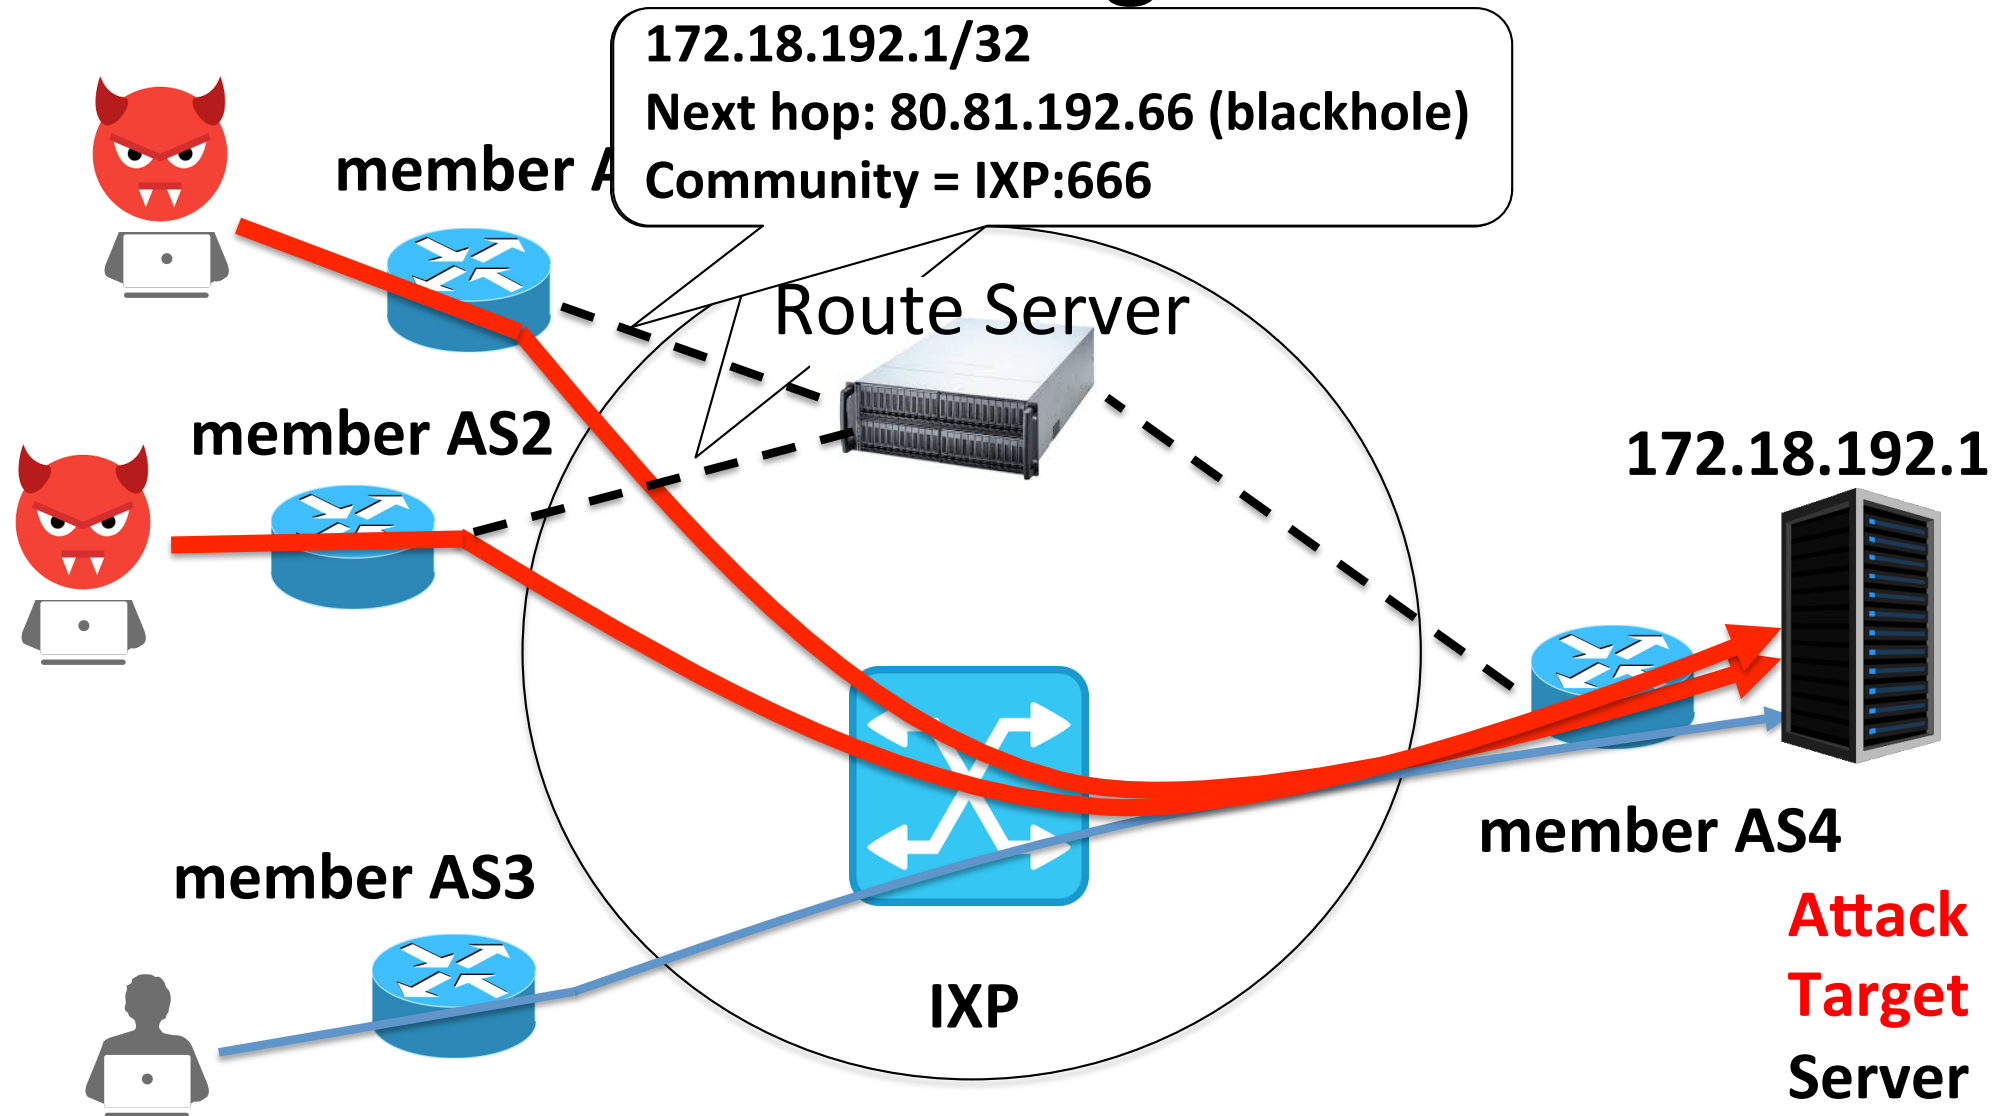 172.18.192.1/32
Next hop: 80.81.192.66 (blackhole)
Community = IXP:666
member
Route Server
member AS2
172.18.192.1
member AS4
member AS3
Attack
Target
Server
IXP